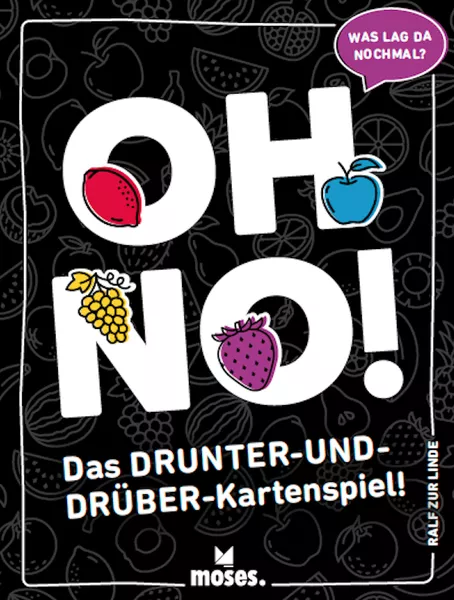 WAS LAG DA
NOCHMAL?
OH
NO!
Das DRUNTER-UND-
DRÜBER-Kartenspiel!
RALF ZUR LINDE
moses.